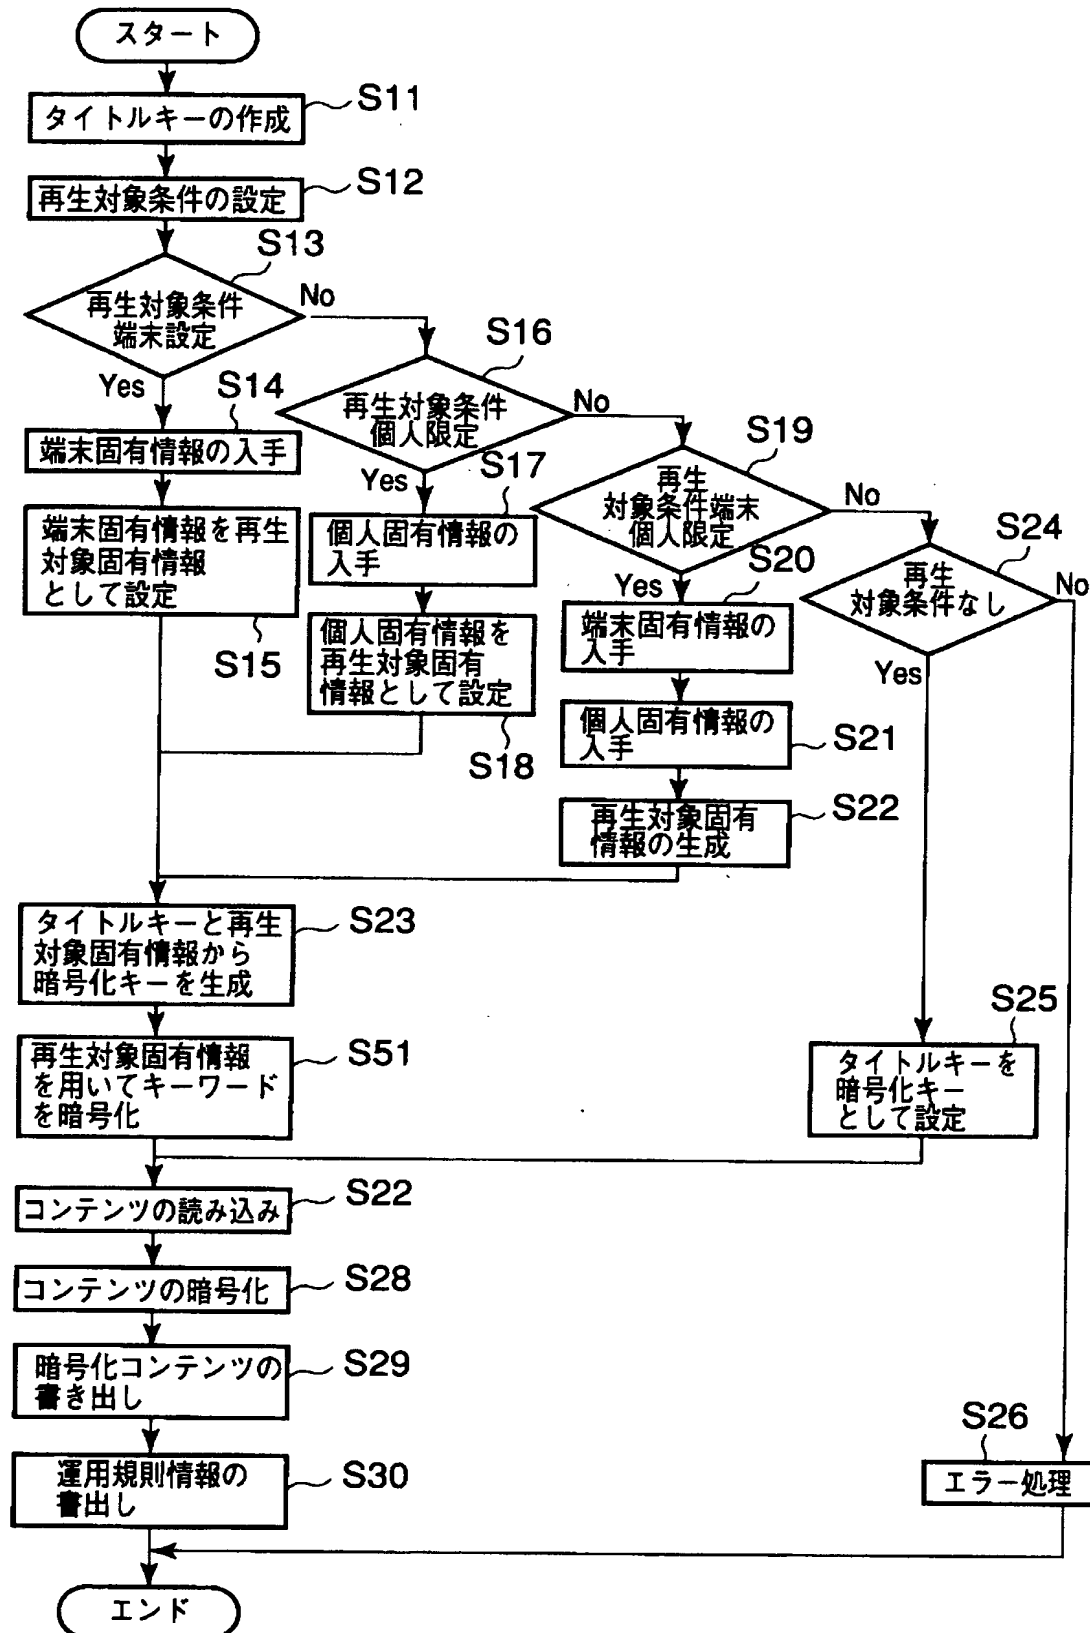 スタート
S11
タイトルキーの作成
S12
再生対象条件の設定
S13
再生対象条件
端末設定
No
Yes
S14
端末固有情報の入手
端末固有情報を再生
対象固有情報
として設定
S15
S16
再生対象条件
個人限定
No
Yes
S17
個人固有情報の
入手
個人固有情報を
再生対象固有
情報として設定
S18
S19
再生
対象条件端末
個人限定
No
Yes
S20
端末固有情報の
入手
個人固有情報の
入手
S21
再生対象固有
情報の生成
S22
S24
再生
対象条件なし
No
Yes
S23
タイトルキーと再生
対象固有情報から
暗号化キーを生成
S51
再生対象固有情報
を用いてキーワード
を暗号化
S25
タイトルキーを
暗号化キー
として設定
コンテンツの読み込み
S22
コンテンツの暗号化
S28
暗号化コンテンツの
書き出し
S29
運用規則情報の
書出し
S30
S26
エラー処理
エンド